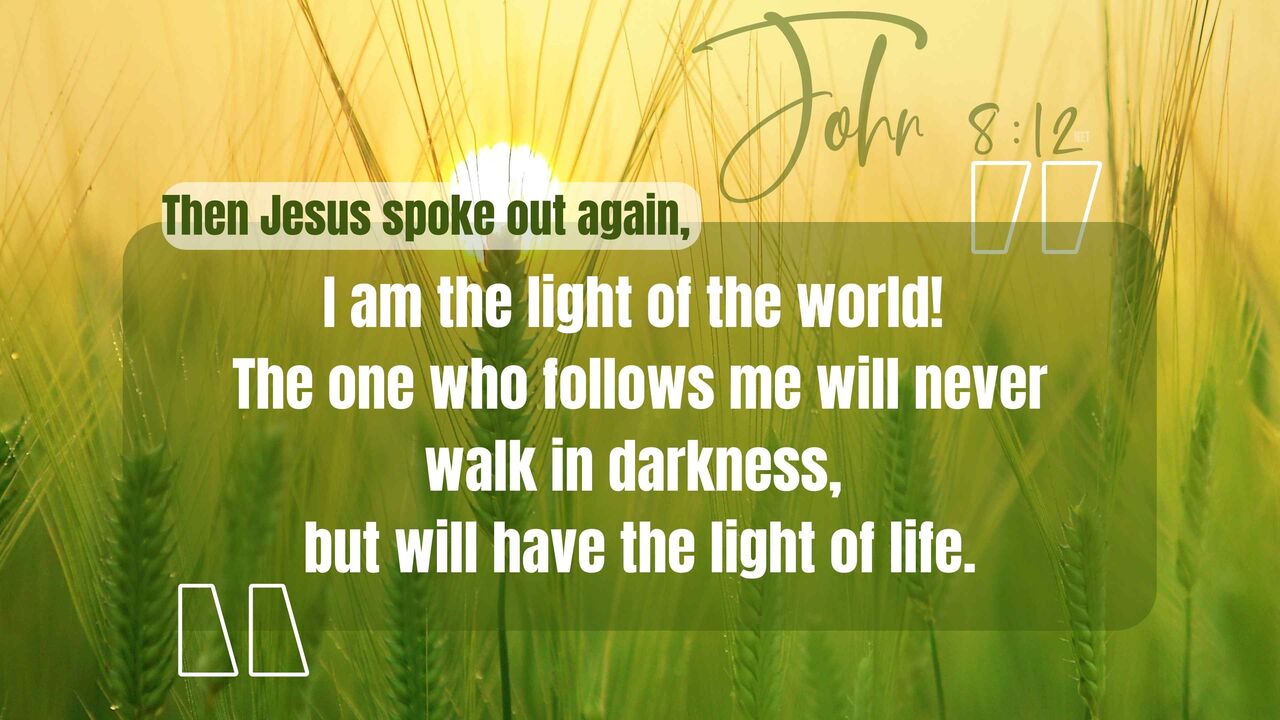 John 8:12
NET
Then Jesus spoke out again,
I am the light of the world!
The one who follows me will never
walk in darkness,
but will have the light of life.